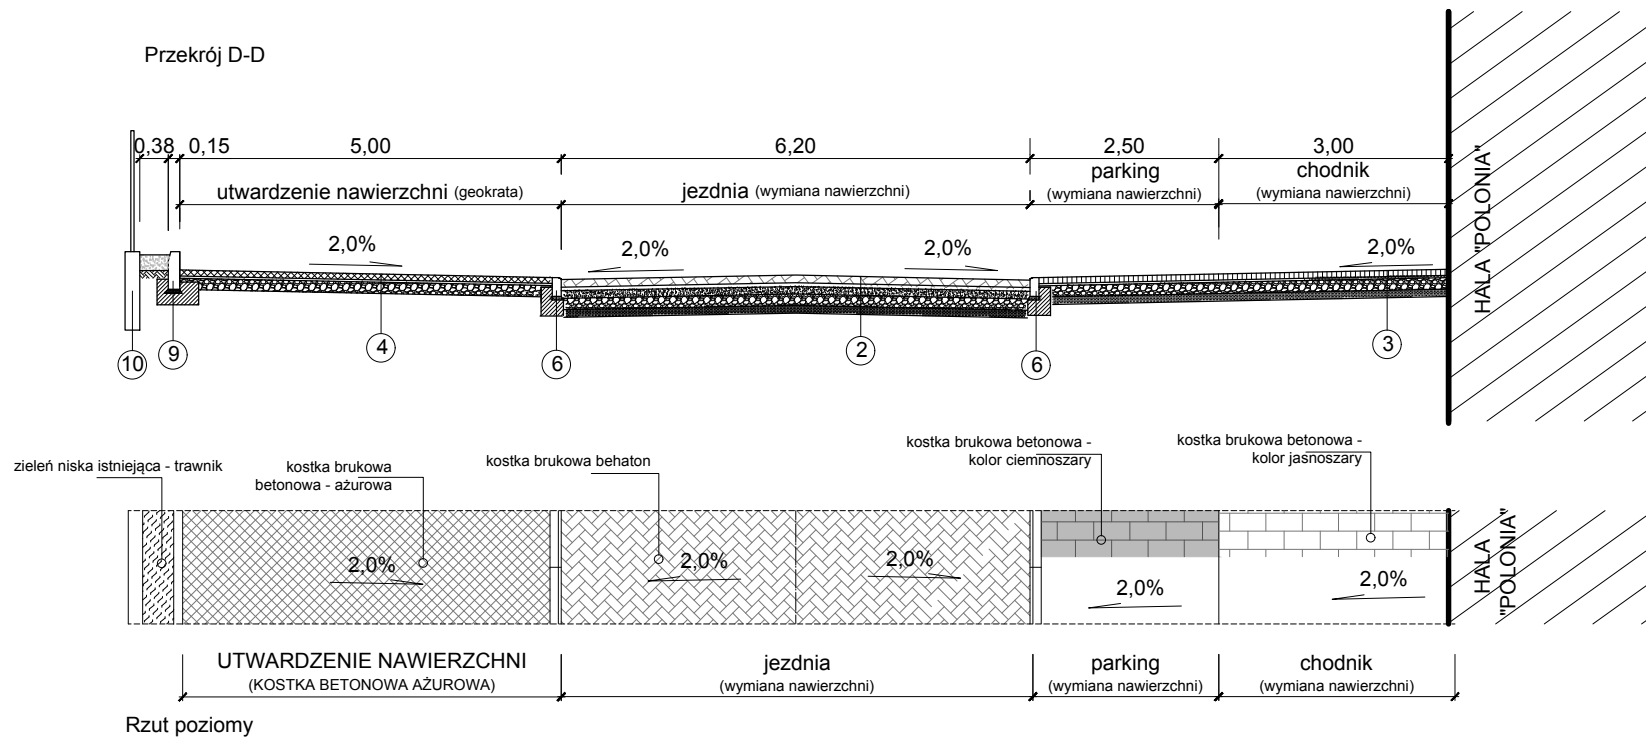 Przekrój D-D
0,38 0,15 5,00 6,20 2,50 3,00
utwardzenie nawierzchni (geokrata)
jezdnia (wymiana nawierzchni)
parking
(wymiana nawierzchni)
chodnik
(wymiana nawierzchni)
2,0% 2,0% 2,0% 2,0%
HALA "POLONIA"
10 9 4 6 2 6 3
zieleń niska istniejąca - trawnik
kostka brukowa
betonowa - ażurowa
kostka brukowa behaton
kostka brukowa betonowa -
kolor ciemnoszary
kostka brukowa betonowa -
kolor jasnoszary
2,0% 2,0% 2,0% 2,0% 2,0%
HALA
"POLONIA"
UTWARDZENIE NAWIERZCHNI
(KOSTKA BETONOWA AŻUROWA)
jezdnia
(wymiana nawierzchni)
parking
(wymiana nawierzchni)
chodnik
(wymiana nawierzchni)
Rzut poziomy